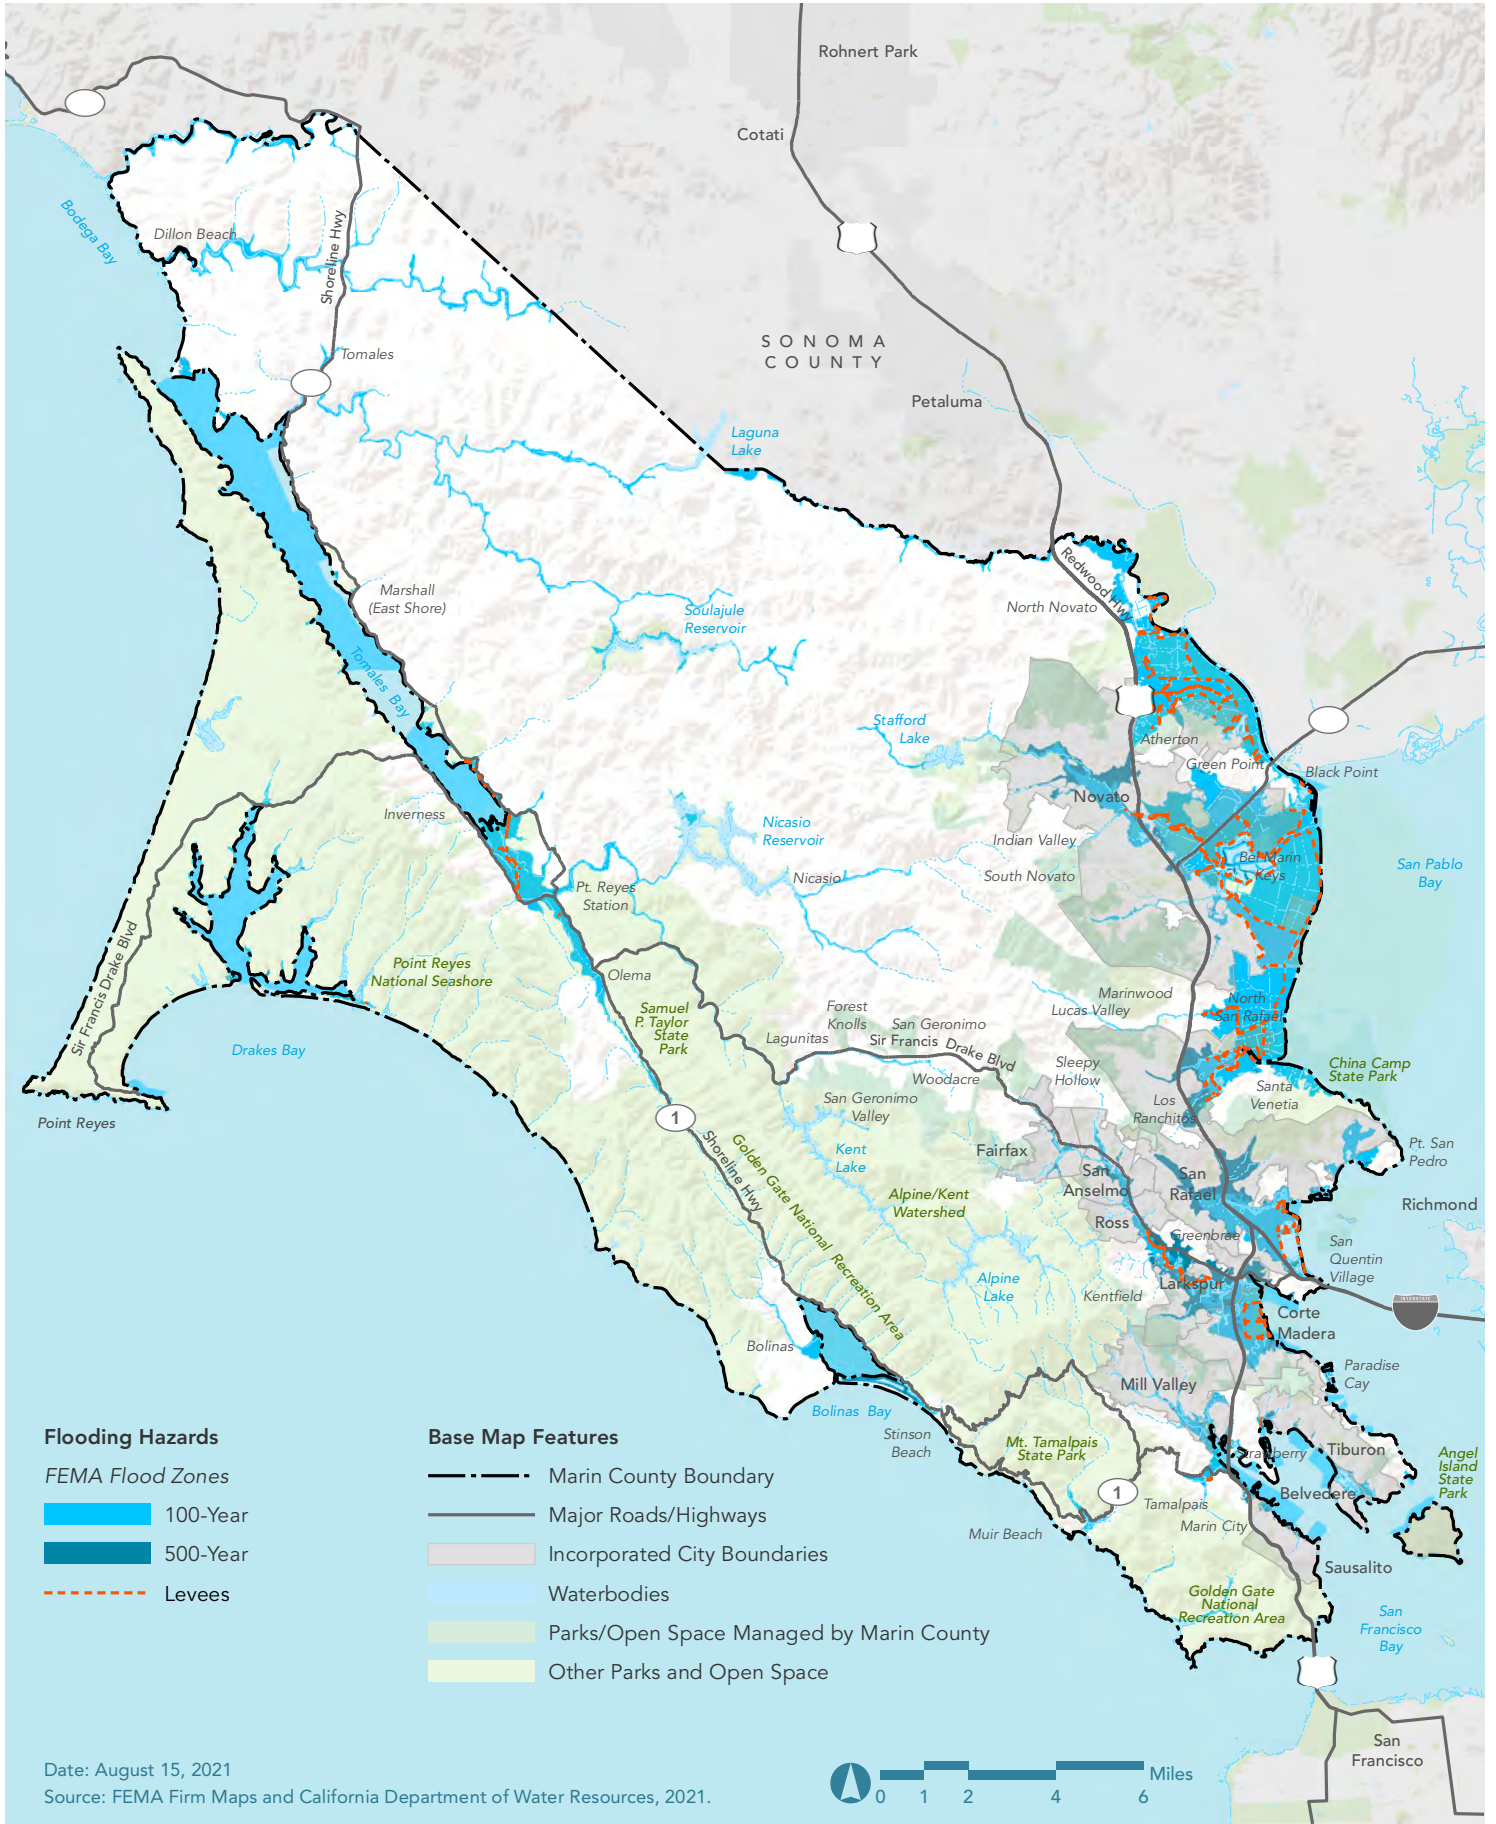 Rohnert Park
Cotati
Bodega Bay
Dillon Beach
Shoreline Hwy
SONOMA
COUNTY
Tomales
Petaluma
Laguna
Lake
Redwood Hwy
North Novato
Marshall
(East Shore)
Soulajule
Reservoir
Tomales Bay
Stafford
Lake
Atherton
Green Point
Black Point
Novato
Inverness
Nicasio
Reservoir
Indian Valley
Bel Marin
Keys
San Pablo
Bay
South Novato
Nicasio
Pt. Reyes
Station
Sir Francis Drake Blvd
Point Reyes
National Seashore
Olema
Samuel
P. Taylor
State
Park
Marinwood
Lucas Valley
North
San Rafael
Forest
Knolls
San Geronimo
Lagunitas
Sir Francis Drake Blvd
Drakes Bay
Sleepy
Hollow
China Camp
State Park
Woodacre
Santa
Venetia
San Geronimo
Valley
Los
Ranchitos
Point Reyes
1
Shoreline Hwy
Golden Gate National Recreation Area
Kent
Lake
Fairfax
San
Anselmo
San
Rafael
Pt. San
Pedro
Alpine/Kent
Watershed
Richmond
Ross
Greenbrae
San
Quentin
Village
Alpine
Lake
Kentfield
Larkspur
INTERSTATE
Corte
Madera
Bolinas
Paradise
Cay
Mill Valley
Bolinas Bay
Stinson
Beach
Mt. Tamalpais
State Park
Strawberry
Tiburon
Angel
Island
State
Park
1
Belvedere
Tamalpais
Marin City
Muir Beach
Sausalito
Golden Gate
National
Recreation Area
San
Francisco
Bay
San
Francisco
Flooding Hazards
FEMA Flood Zones
100-Year
500-Year
Levees
Base Map Features
Marin County Boundary
Major Roads/Highways
Incorporated City Boundaries
Waterbodies
Parks/Open Space Managed by Marin County
Other Parks and Open Space
Date: August 15, 2021
Source: FEMA Firm Maps and California Department of Water Resources, 2021.
0 1 2 4 6
Miles